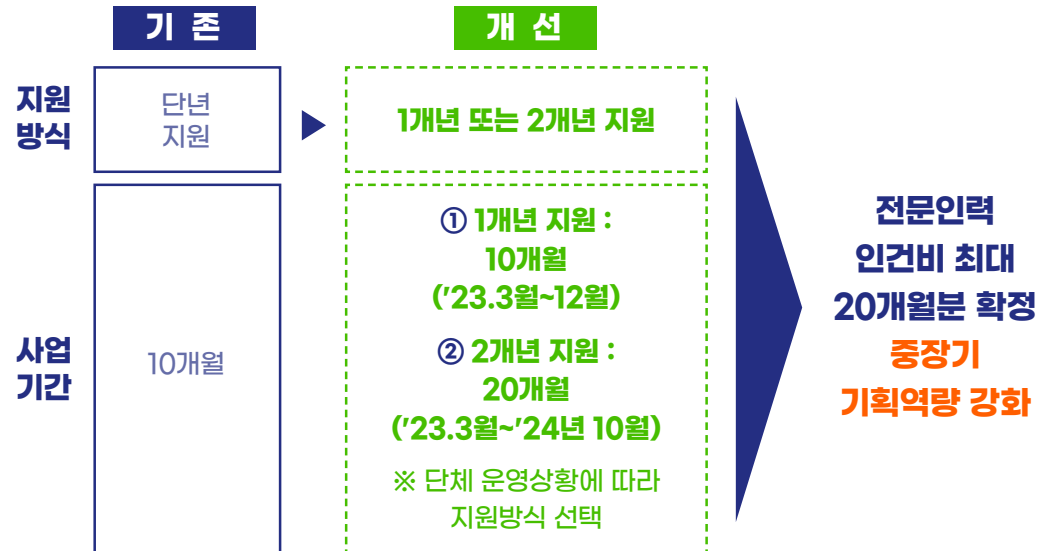 기 존
개 선
지원
방식
단년
지원
1개년 또는 2개년 지원
사업
기간
10개월
① 1개년 지원 :
10개월
('23.3월~12월)
② 2개년 지원 :
20개월
('23.3월~'24년 10월)
※ 단체 운영상황에 따라
지원방식 선택
전문인력
인건비 최대
20개월분 확정
중장기
기획역량 강화